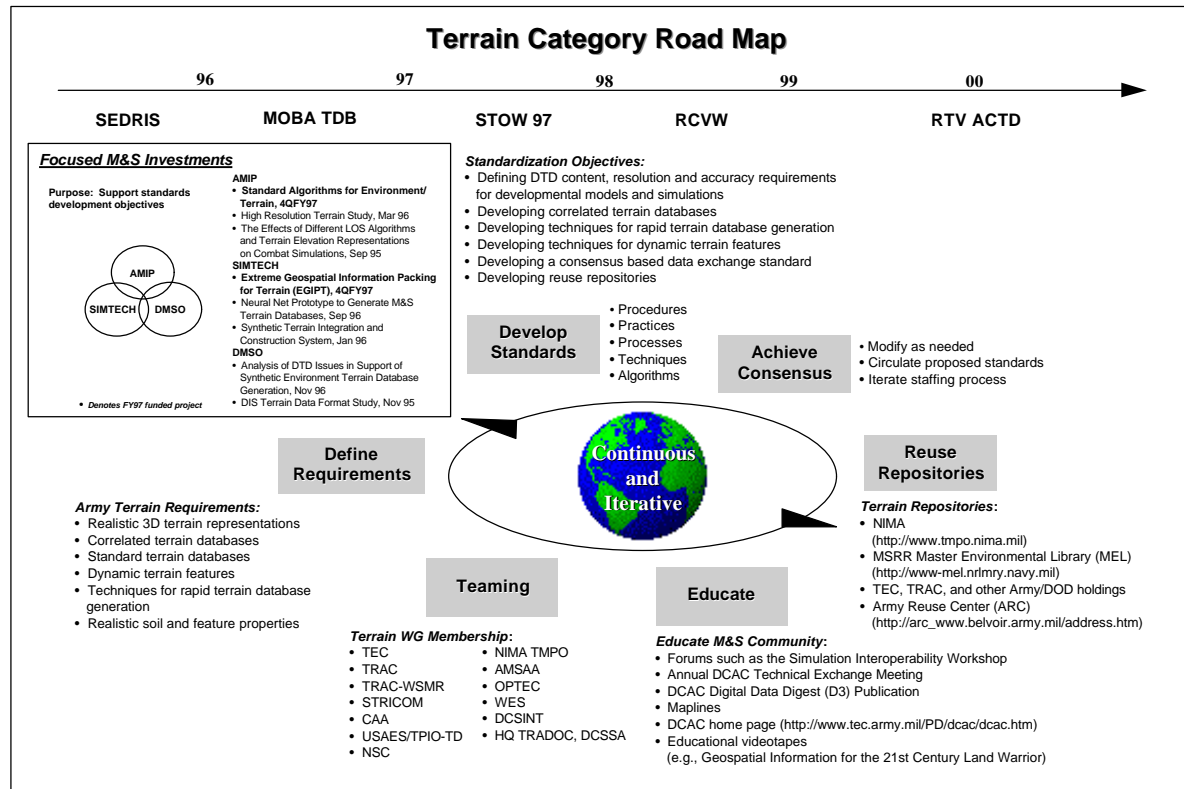 Terrain Category Road Map
96 97 98 99 00
SEDRIS MOBA TDB STOW 97 RCVW RTV ACTD
Focused M&S Investments
Purpose: Support standards
development objectives
AMIP
SIMTECH DMSO
• Denotes FY97 funded project
AMIP
• Standard Algorithms for Environment/
Terrain, 4QFY97
• High Resolution Terrain Study, Mar 96
• The Effects of Different LOS Algorithms
and Terrain Elevation Representations
on Combat Simulations, Sep 95
SIMTECH
• Extreme Geospatial Information Packing
for Terrain (EGIPT), 4QFY97
• Neural Net Prototype to Generate M&S
Terrain Databases, Sep 96
• Synthetic Terrain Integration and
Construction System, Jan 96
DMSO
• Analysis of DTD Issues in Support of
Synthetic Environment Terrain Database
Generation, Nov 96
• DIS Terrain Data Format Study, Nov 95
Standardization Objectives:
• Defining DTD content, resolution and accuracy requirements
for developmental models and simulations
• Developing correlated terrain databases
• Developing techniques for rapid terrain database generation
• Developing techniques for dynamic terrain features
• Developing a consensus based data exchange standard
• Developing reuse repositories
Develop
Standards
• Procedures
• Practices
• Processes
• Techniques
• Algorithms
Achieve
Consensus
• Modify as needed
• Circulate proposed standards
• Iterate staffing process
Define
Requirements
Continuous
and
Iterative
Reuse
Repositories
Army Terrain Requirements:
• Realistic 3D terrain representations
• Correlated terrain databases
• Standard terrain databases
• Dynamic terrain features
• Techniques for rapid terrain database
generation
• Realistic soil and feature properties
Terrain Repositories:
• NIMA
(http://www.tmpo.nima.mil)
• MSRR Master Environmental Library (MEL)
(http://www-mel.nrlmry.navy.mil)
• TEC, TRAC, and other Army/DOD holdings
• Army Reuse Center (ARC)
(http://arc_www.belvoir.army.mil/address.htm)
Teaming
Terrain WG Membership:
• TEC
• TRAC
• TRAC-WSMR
• STRICOM
• CAA
• USAES/TPIO-TD
• NSC
• NIMA TMPO
• AMSAA
• OPTEC
• WES
• DCSINT
• HQ TRADOC, DCSSA
Educate
Educate M&S Community:
• Forums such as the Simulation Interoperability Workshop
• Annual DCAC Technical Exchange Meeting
• DCAC Digital Data Digest (D3) Publication
• Maplines
• DCAC home page (http://www.tec.army.mil/PD/dcac/dcac.htm)
• Educational videotapes
(e.g., Geospatial Information for the 21st Century Land Warrior)